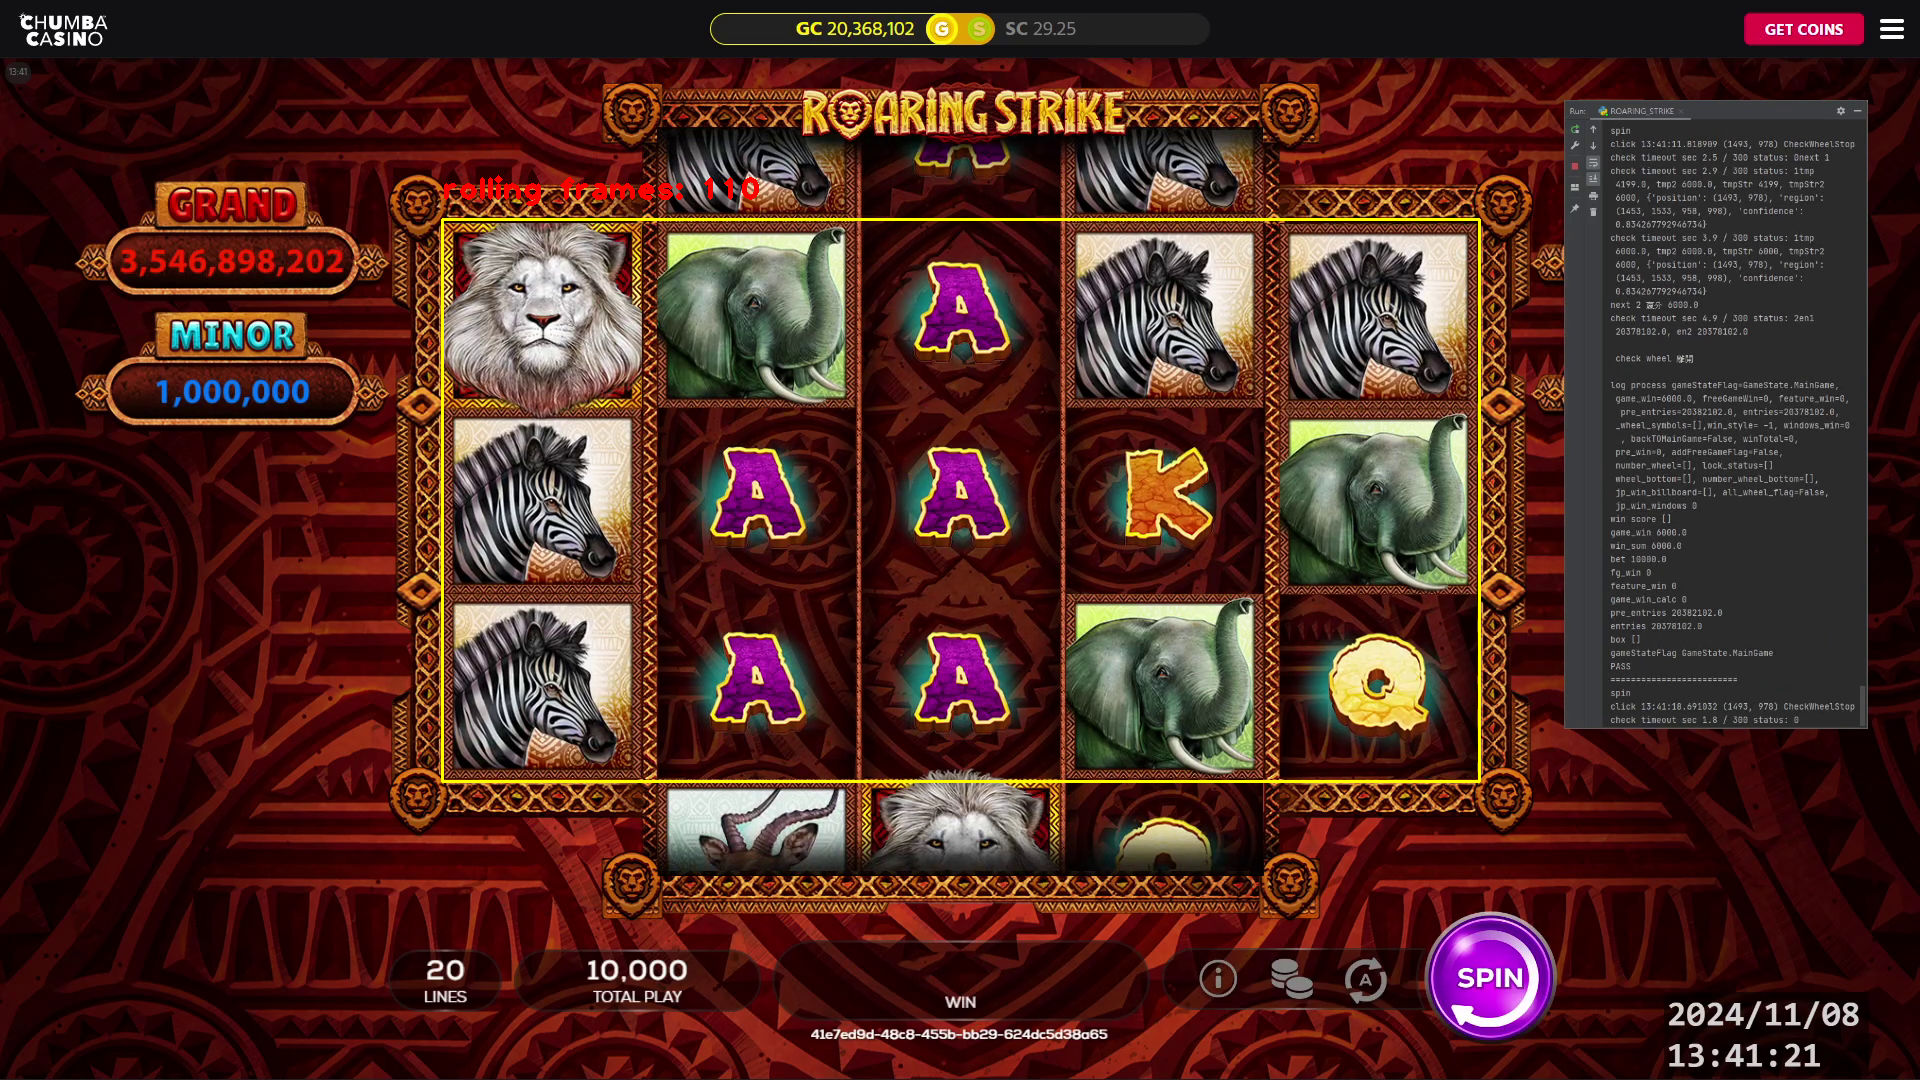 CHUMBA
CASINO
GC 20,368,102
G
S
SC 29.25
GET COINS
13:41
ROARING STRIKE
rolling frames: 110
GRAND
3,546,898,202
MINOR
1,000,000
A
A
A
K
A
A
Q
Run:
ROARING_STRIKE
spin
click 13:41:11.818909 (1493, 978) CheckWheelStop
check timeout sec 2.5 / 300 status: 0next 1
check timeout sec 2.9 / 300 status: 1tmp
4199.0, tmp2 6000.0, tmpStr 4199, tmpStr2
6000, {'position': (1493, 978), 'region':
(1453, 1533, 958, 998), 'confidence':
0.834267792946734}
check timeout sec 3.9 / 300 status: 1tmp
6000.0, tmp2 6000.0, tmpStr 6000, tmpStr2
6000, {'position': (1493, 978), 'region':
(1453, 1533, 958, 998), 'confidence':
0.834267792946734}
next 2 贏分 6000.0
check timeout sec 4.9 / 300 status: 2en1
20378102.0, en2 20378102.0
check wheel 離開
log process gameStateFlag=GameState.MainGame,
game_win=6000.0, freeGameWin=0, feature_win=0,
pre_entries=20382102.0, entries=20378102.0,
_wheel_symbols=[],win_style= -1, windows_win=0
, backTOMainGame=False, winTotal=0,
pre_win=0, addFreeGameFlag=False,
number_wheel=[], lock_status=[]
wheel_bottom=[], number_wheel_bottom=[],
jp_win_billboard=[], all_wheel_flag=False,
jp_win_windows 0
win score []
game_win 6000.0
win_sum 6000.0
bet 10000.0
fg_win 0
feature_win 0
game_win_calc 0
pre_entries 20382102.0
entries 20378102.0
box []
gameStateFlag GameState.MainGame
PASS
=========================
spin
click 13:41:18.691032 (1493, 978) CheckWheelStop
check timeout sec 1.8 / 300 status: 0
20
LINES
10,000
TOTAL PLAY
WIN
41e7ed9d-48c8-455b-bb29-624dc5d38a65
i
A
SPIN
2024/11/08
13:41:21